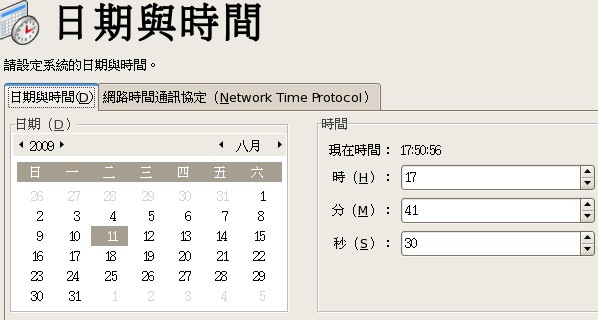 日期與時間
請設定系統的日期與時間。
日期與時間(D) 網路時間通訊協定（Network Time Protocol）
日期（D）
2009 八月
日 一 二 三 四 五 六
26 27 28 29 30 31 1
2 3 4 5 6 7 8
9 10 11 12 13 14 15
16 17 18 19 20 21 22
23 24 25 26 27 28 29
30 31 1 2 3 4 5
時間
現在時間： 17:50:56
時（H）： 17
分（M）： 41
秒（S）： 30